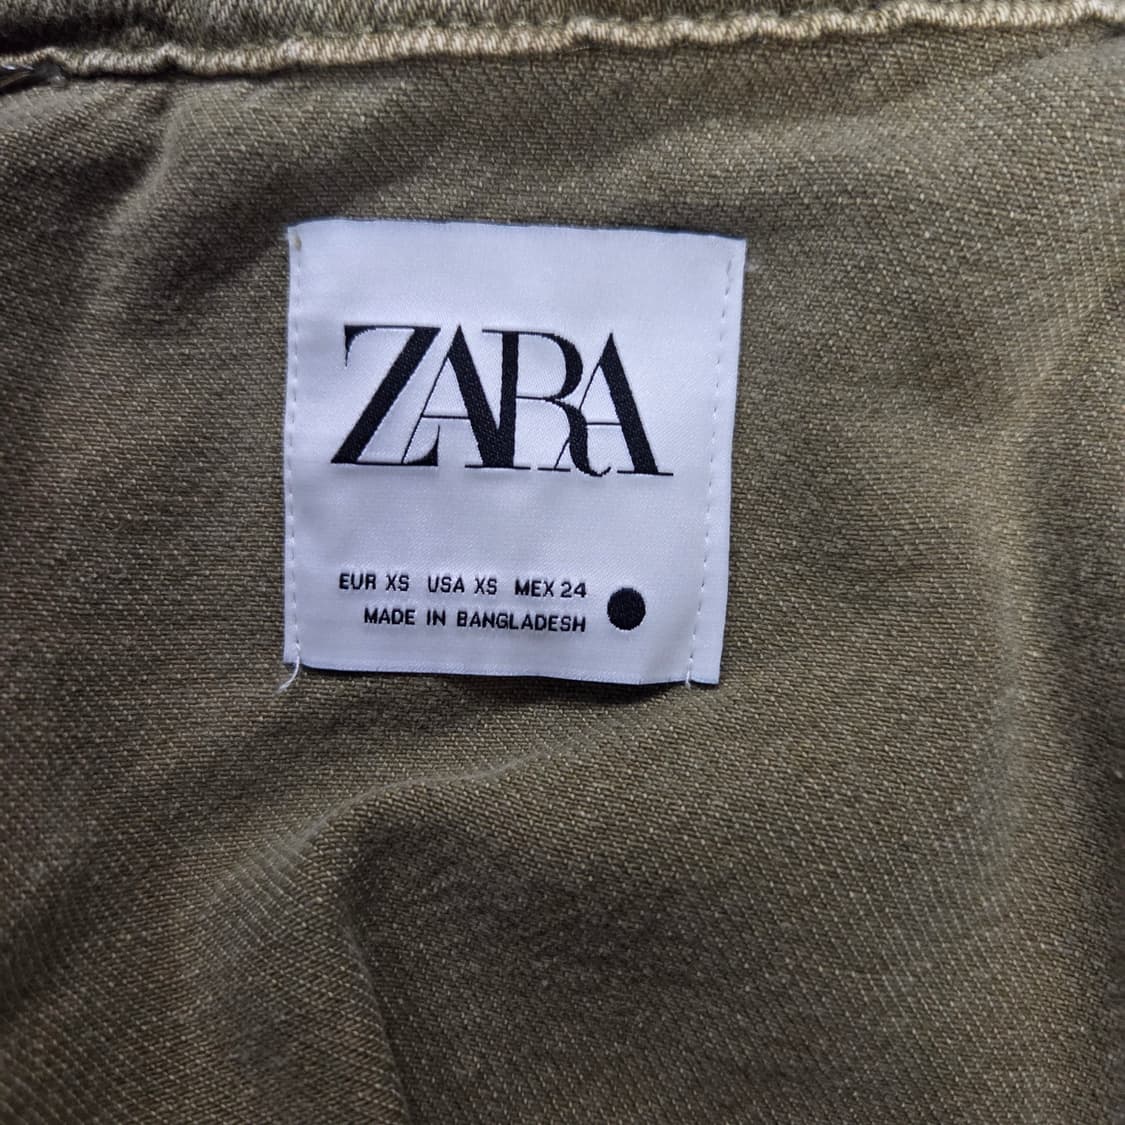 ZARA
EUR XS USA XS MEX 24
MADE IN BANGLADESH